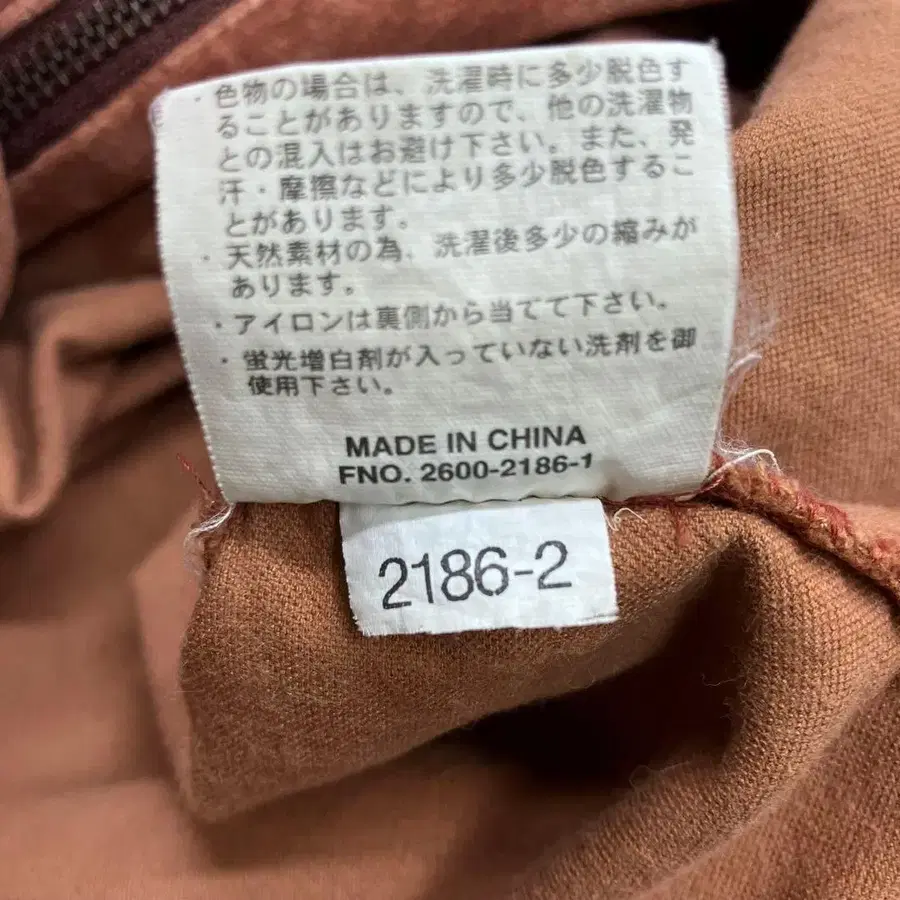 ・色物の場合は、洗濯時に多少脱色す
ることがありますので、他の洗濯物
との混入はお避け下さい。また、発
汗・摩擦などにより多少脱色するこ
とがあります。
・天然素材の為、洗濯後多少の縮みが
あります。
・アイロンは裏側から当てて下さい。
・蛍光増白剤が入っていない洗剤を御
使用下さい。
MADE IN CHINA
FNO. 2600-2186-1
2186-2